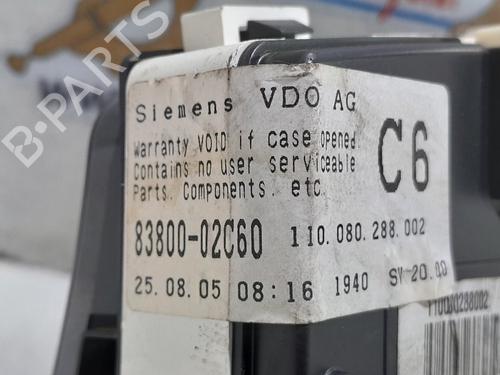 B-PARTS
Siemens VDO AG
Warranty VOID if case opened.
Contains no user serviceable
Parts. Components. etc.
C6
83800-02C60 110.080.288.002
25.08.05 08:16 1940 SV-20.00
110080288002